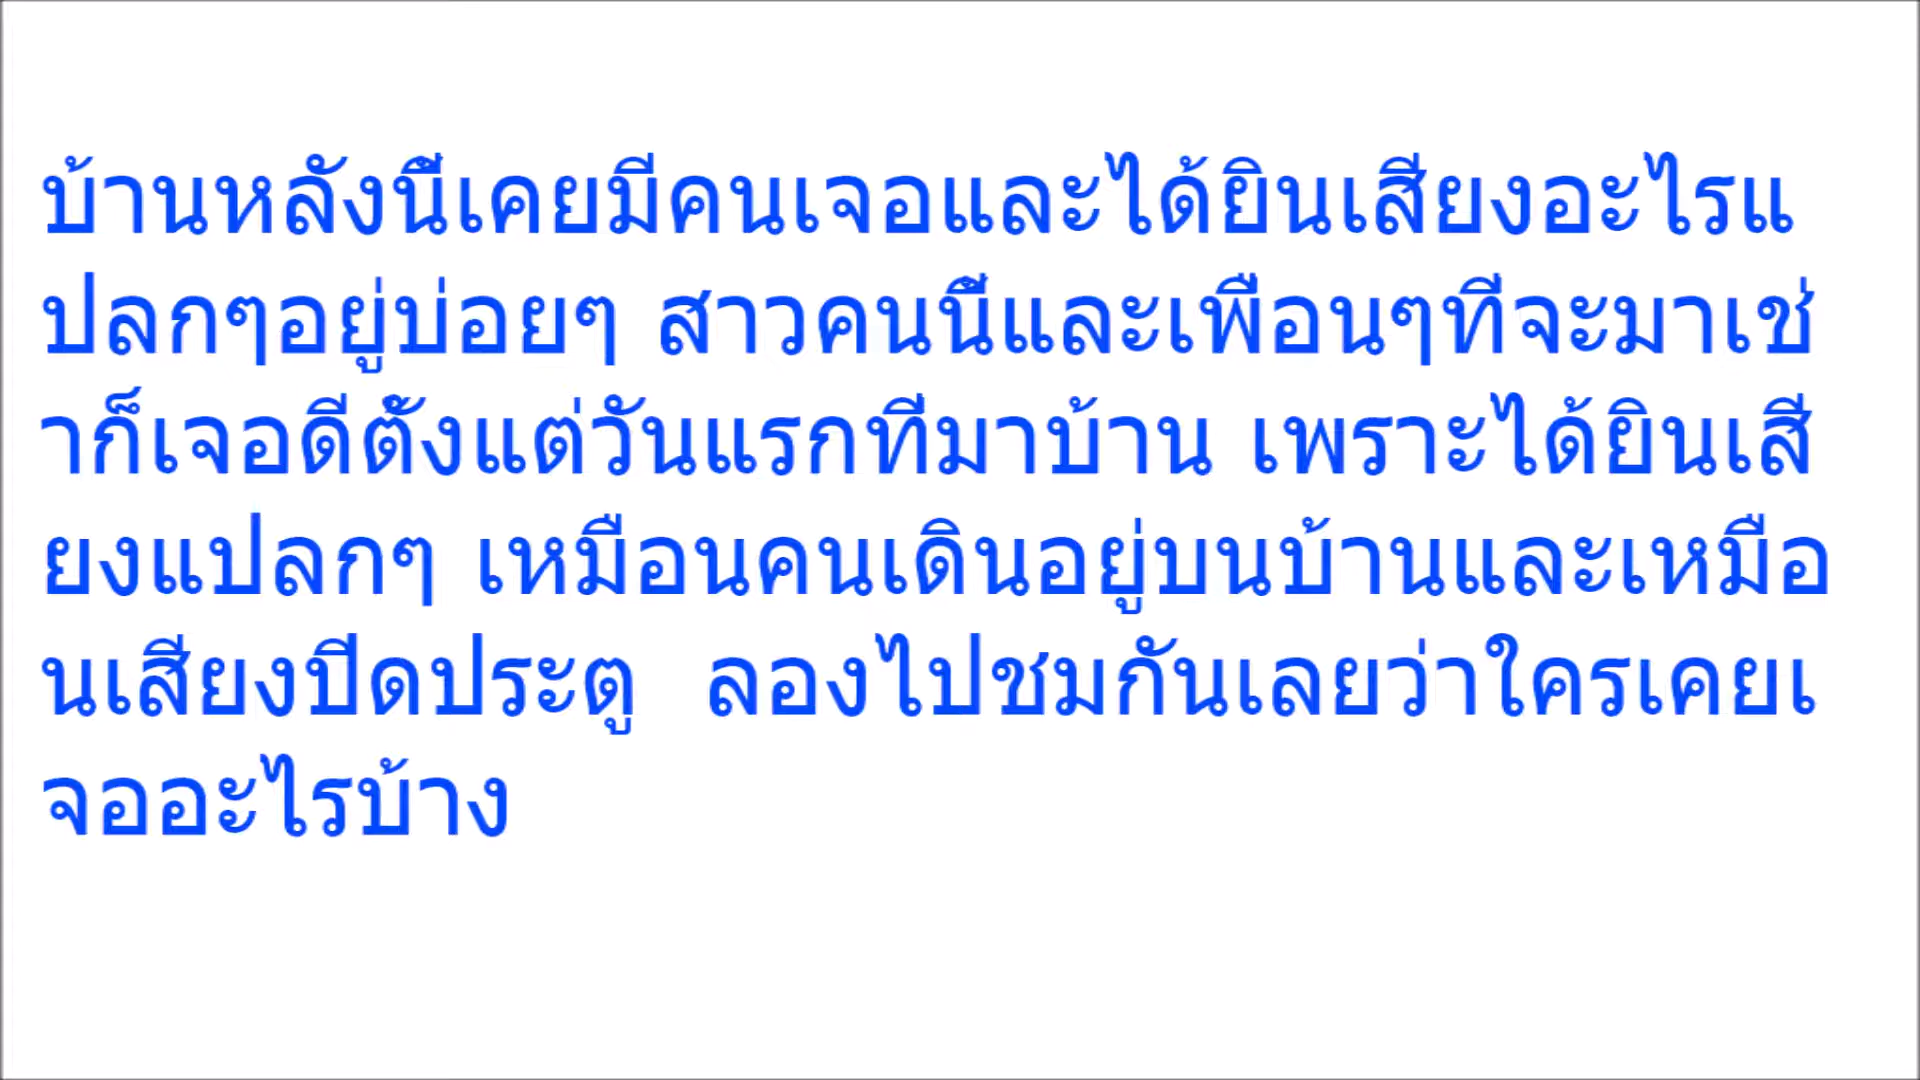 บ้านหลังนี้เคยมีคนเจอและได้ยินเสียงอะไรแ
ปลกๆอยู่บ่อยๆ สาวคนนี้และเพื่อนๆที่จะมาเช่
าก็เจอดีตั้งแต่วันแรกที่มาบ้าน เพราะได้ยินเสี
ยงแปลกๆ เหมือนคนเดินอยู่บนบ้านและเหมือ
นเสียงปิดประตู  ลองไปชมกันเลยว่าใครเคยเ
จออะไรบ้าง